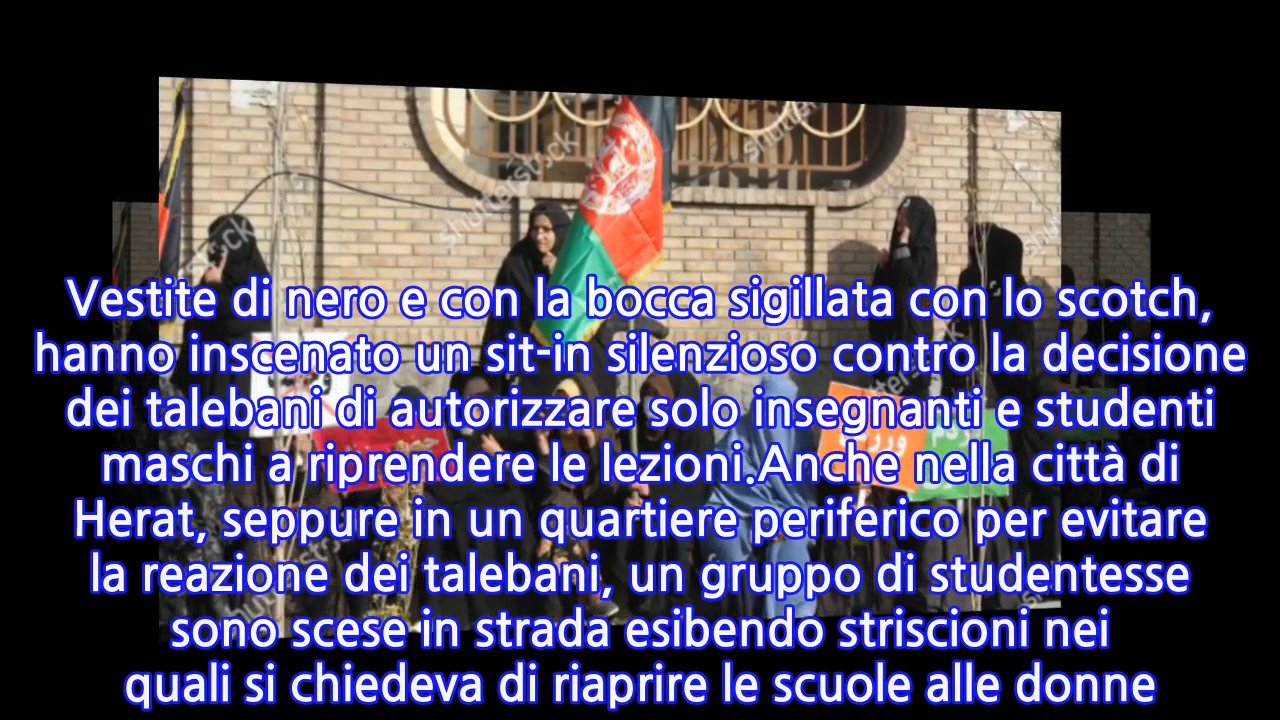 Vestite di nero e con la bocca sigillata con lo scotch,
hanno inscenato un sit-in silenzioso contro la decisione
dei talebani di autorizzare solo insegnanti e studenti
maschi a riprendere le lezioni.Anche nella città di
Herat, seppure in un quartiere periferico per evitare
la reazione dei talebani, un gruppo di studentesse
sono scese in strada esibendo striscioni nei
quali si chiedeva di riaprire le scuole alle donne
shutterstock